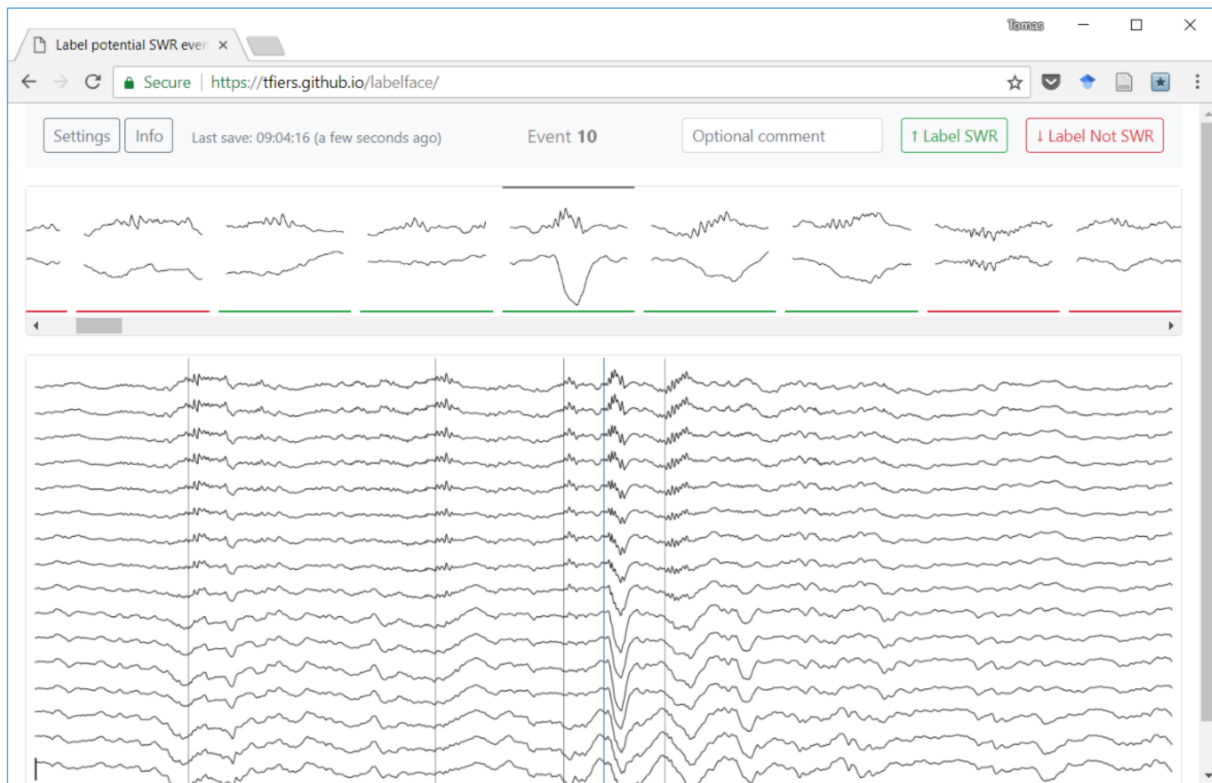 Tomas
Label potential SWR even
Secure | https://tfiers.github.io/labelface/
Settings Info Last save: 09:04:16 (a few seconds ago) Event 10 Optional comment ↑ Label SWR ↓ Label Not SWR